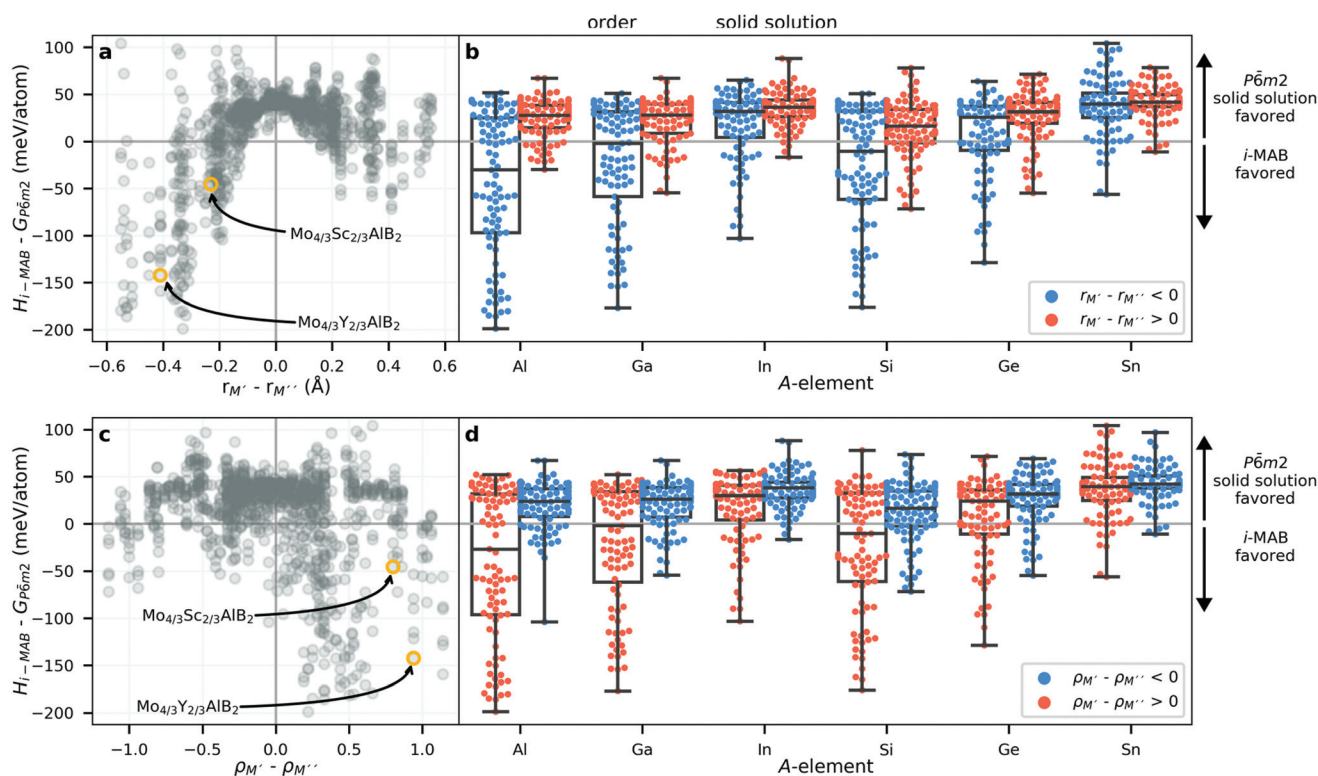 order solid solution
a
b
100
50
0
−50
−100
−150
−200
H_{i−MAB} - G_{P6̄m2} (meV/atom)
Mo4/3Sc2/3AlB2
Mo4/3Y2/3AlB2
−0.6 −0.4 −0.2 0.0 0.2 0.4 0.6
r_{M′} - r_{M′′} (Å)
r_{M′} - r_{M′′} < 0
r_{M′} - r_{M′′} > 0
Al Ga In Si Ge Sn
A-element
P6̄m2
solid solution
favored
i-MAB
favored
c
d
100
50
0
−50
−100
−150
−200
H_{i−MAB} - G_{P6̄m2} (meV/atom)
Mo4/3Sc2/3AlB2
Mo4/3Y2/3AlB2
−1.0 −0.5 0.0 0.5 1.0
ρ_{M′} - ρ_{M′′}
ρ_{M′} - ρ_{M′′} < 0
ρ_{M′} - ρ_{M′′} > 0
Al Ga In Si Ge Sn
A-element
P6̄m2
solid solution
favored
i-MAB
favored